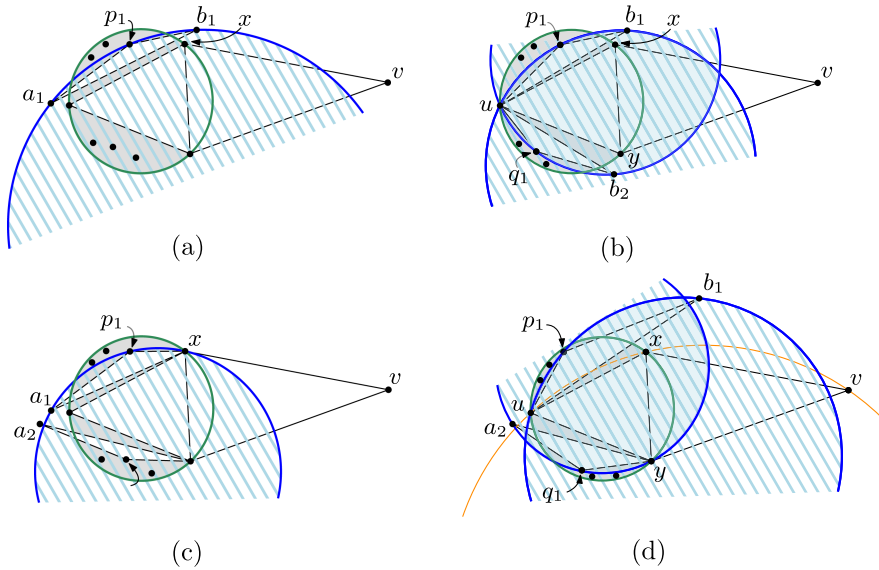 p₁ b₁ x
a₁ v
(a)
p₁ b₁ x
u v
q₁ y
b₂
(b)
p₁ x
a₁ v
a₂
(c)
b₁
p₁ x
u v
a₂
q₁ y
(d)